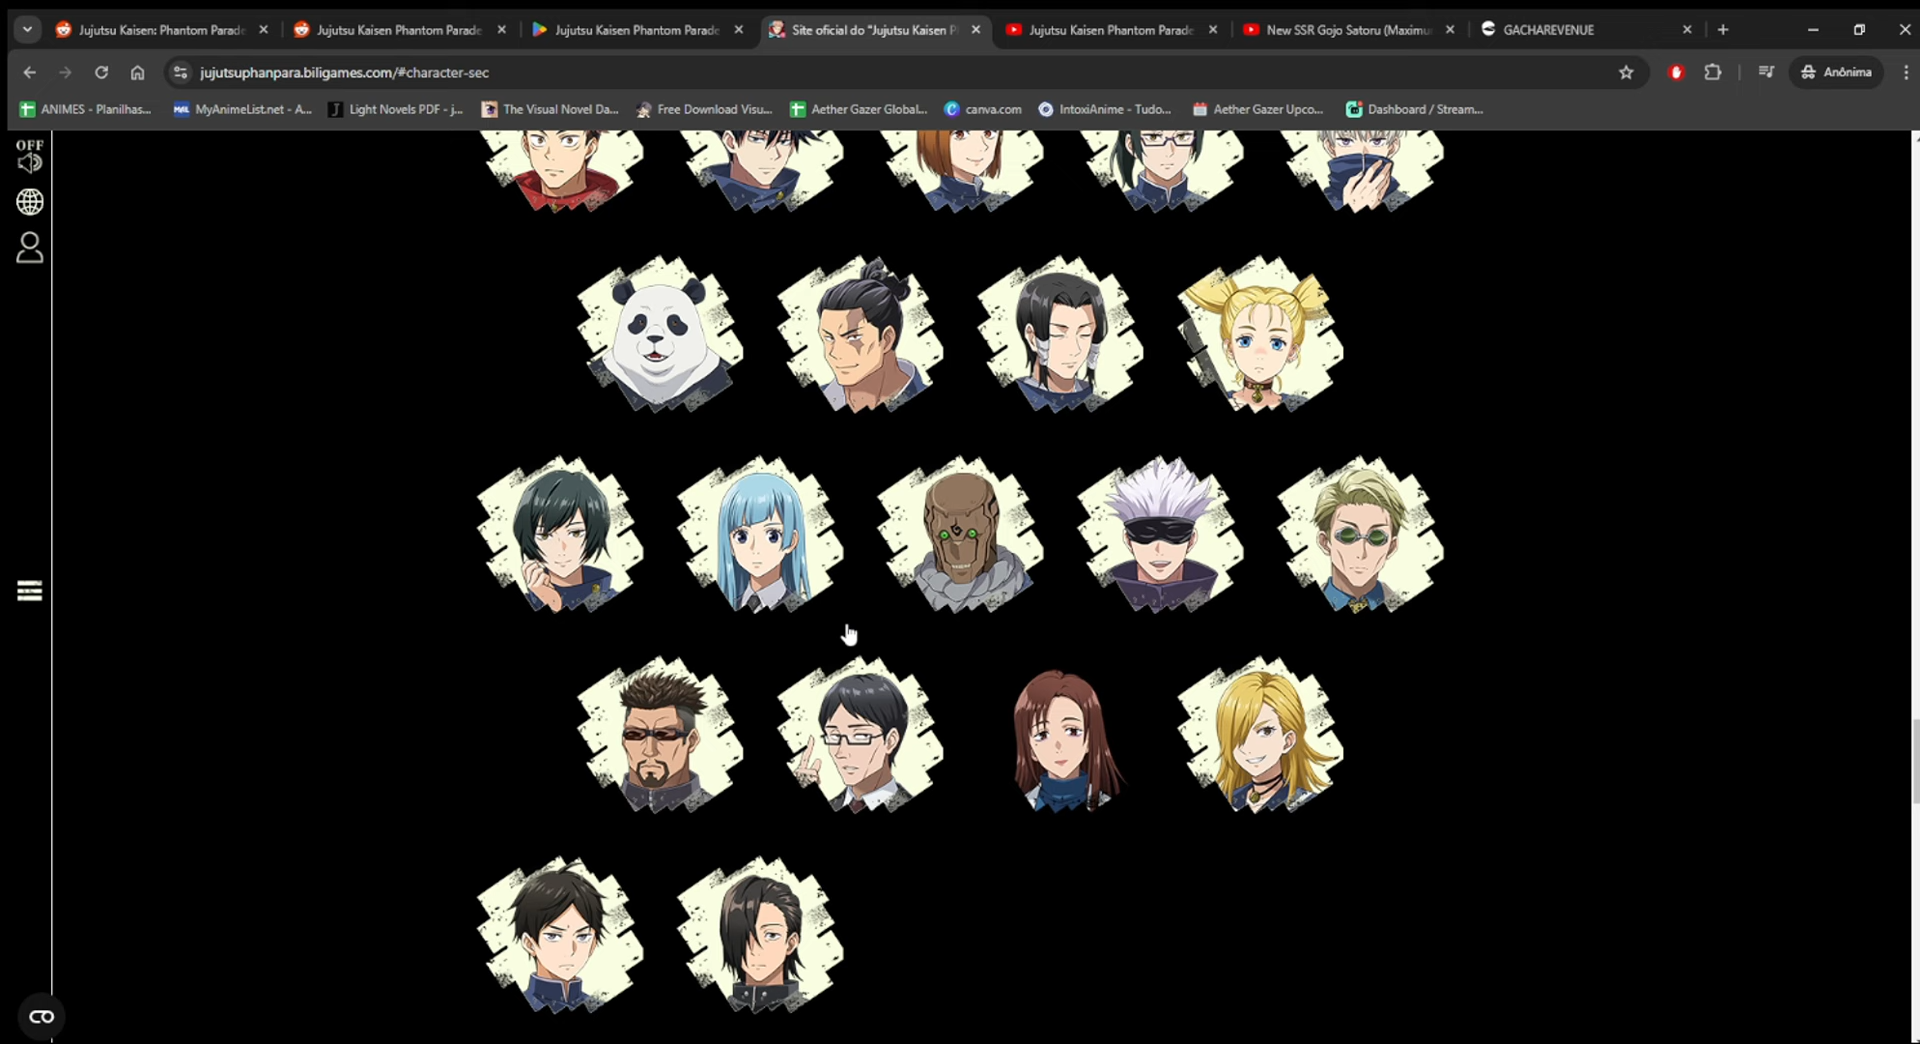 Jujutsu Kaisen: Phantom Parade
Jujutsu Kaisen Phantom Parade
Jujutsu Kaisen Phantom Parade
Site oficial do "Jujutsu Kaisen P
Jujutsu Kaisen Phantom Parade
New SSR Gojo Satoru (Maximu
GACHAREVENUE
jujutsuphanpara.biligames.com/#character-sec
Anônima
ANIMES - Planilhas...
MAL
MyAnimeList.net - A...
Light Novels PDF - j...
The Visual Novel Da...
Free Download Visu...
Aether Gazer Global...
canva.com
IntoxiAnime - Tudo...
Aether Gazer Upco...
Dashboard / Stream...
OFF